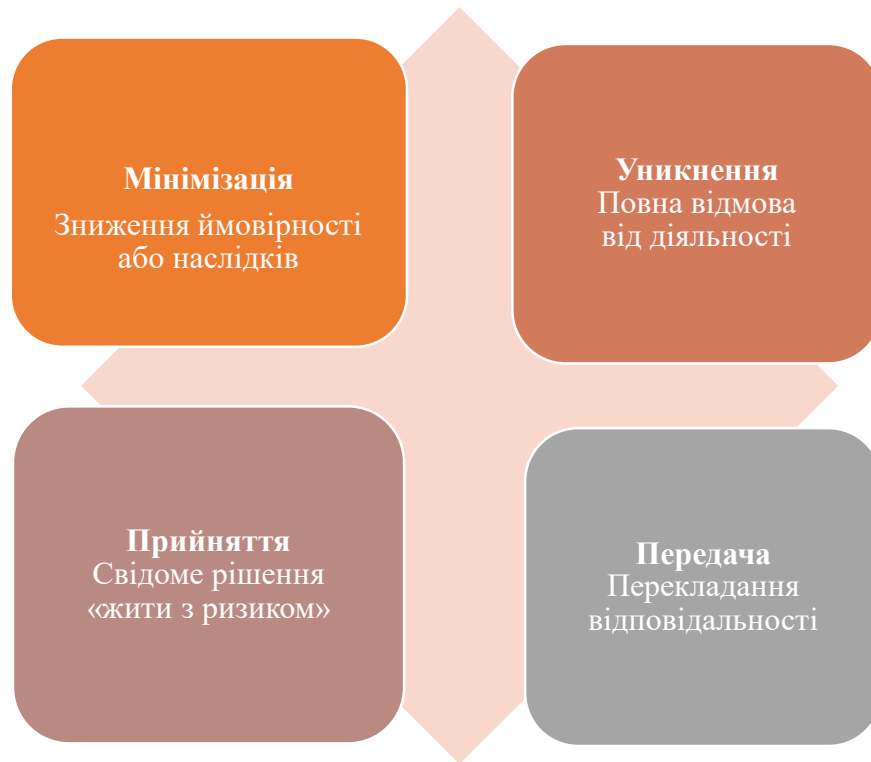 Мінімізація
Зниження ймовірності
або наслідків
Уникнення
Повна відмова
від діяльності
Прийняття
Свідоме рішення
«жити з ризиком»
Передача
Перекладання
відповідальності